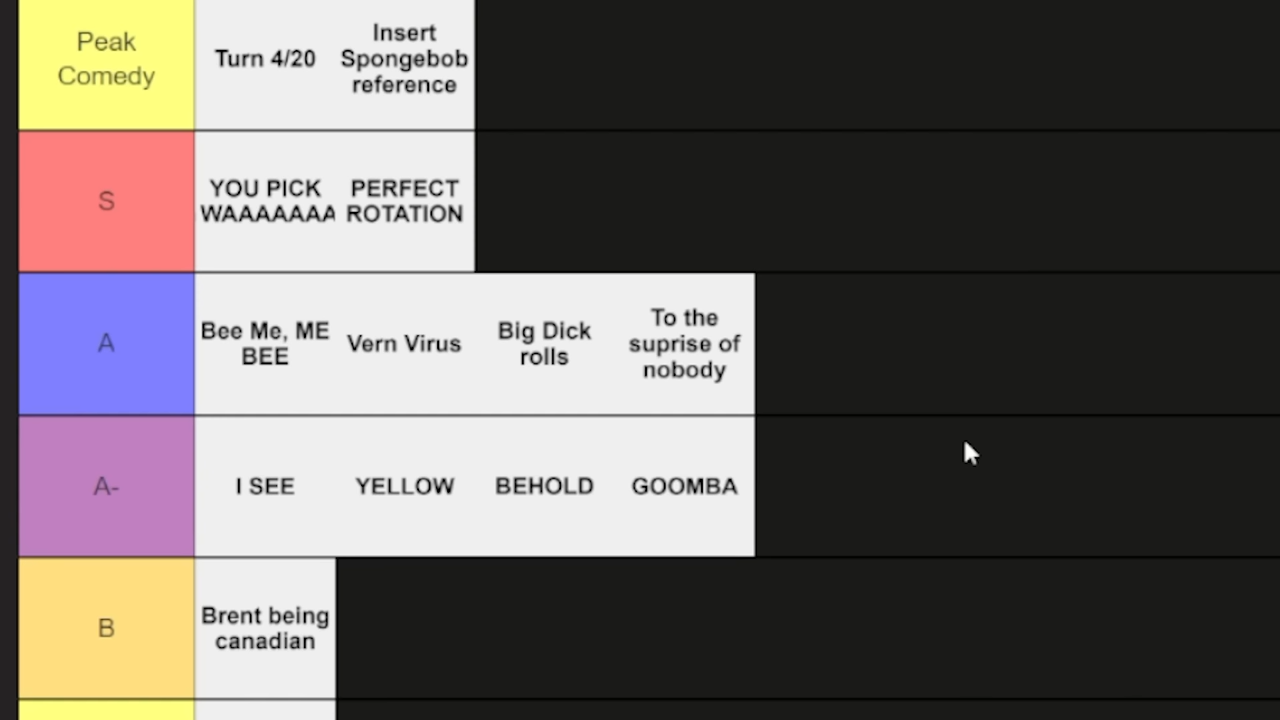 Peak
Comedy
Turn 4/20
Insert
Spongebob
reference
S
YOU PICK
WAAAAAAA
PERFECT
ROTATION
A
Bee Me, ME
BEE
Vern Virus
Big Dick
rolls
To the
suprise of
nobody
A-
I SEE
YELLOW
BEHOLD
GOOMBA
B
Brent being
canadian